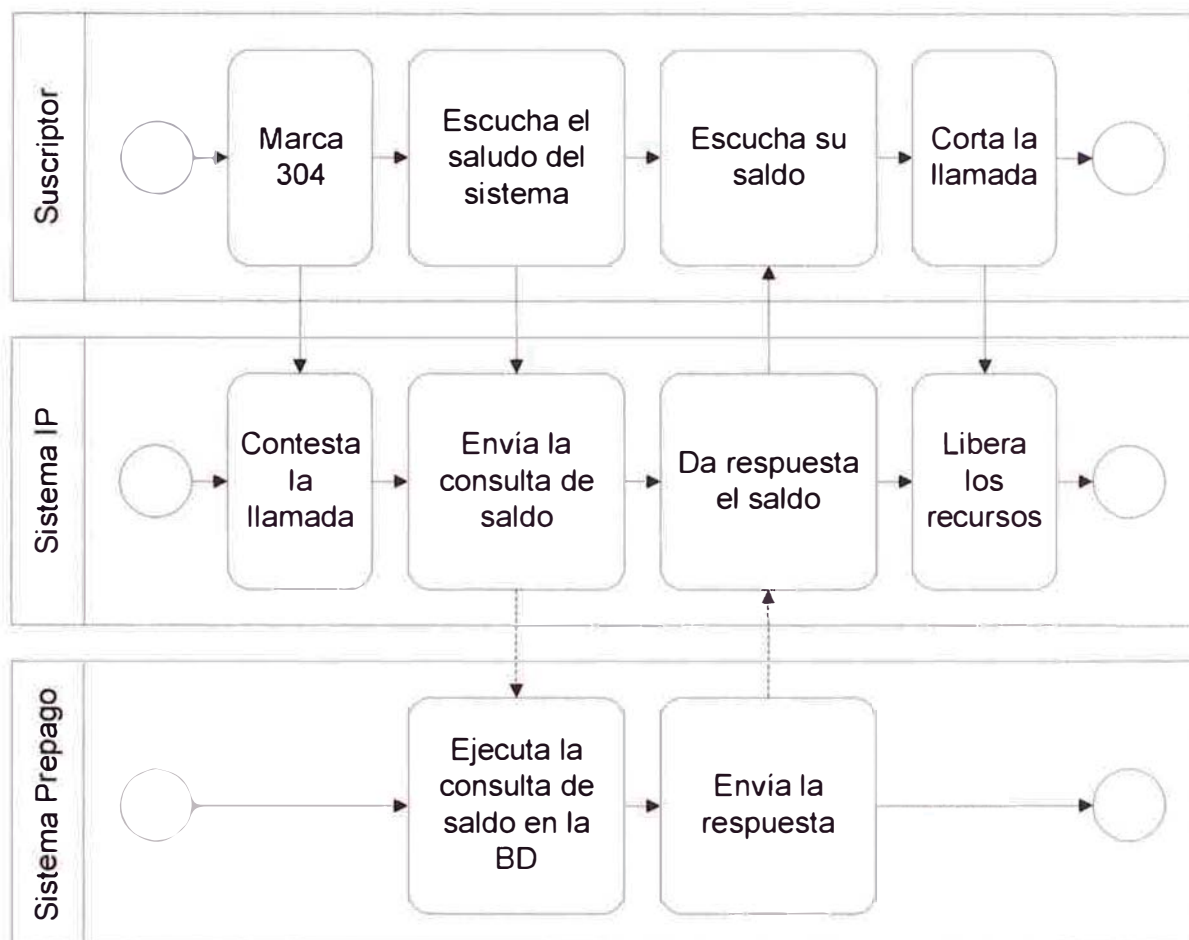 Suscriptor
Marca
304
Escucha el
saludo del
sistema
Escucha su
saldo
Corta la
llamada
Sistema IP
Contesta
la
llamada
Envía la
consulta de
saldo
Da respuesta
el saldo
Libera
los
recursos
Sistema Prepago
Ejecuta la
consulta de
saldo en la
BD
Envía la
respuesta